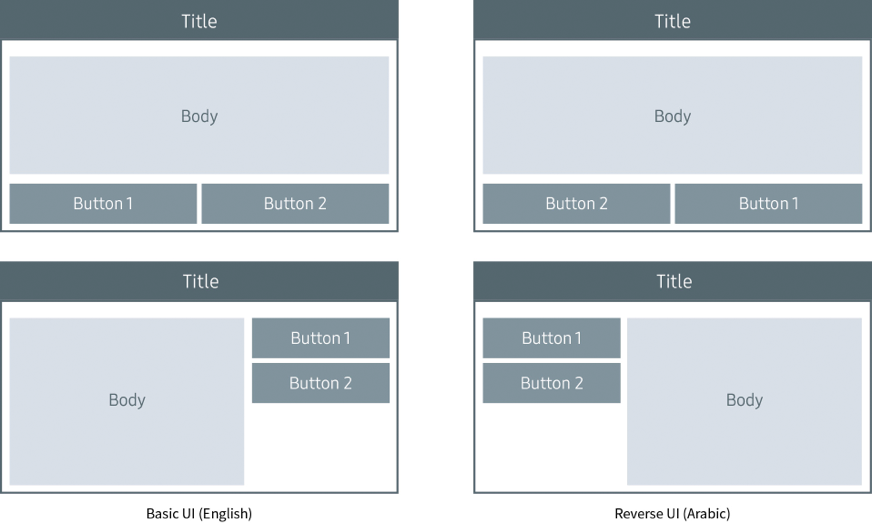 Title
Body
Button 1
Button 2
Title
Body
Button 2
Button 1
Title
Body
Button 1
Button 2
Title
Button 1
Button 2
Body
Basic UI (English)
Reverse UI (Arabic)